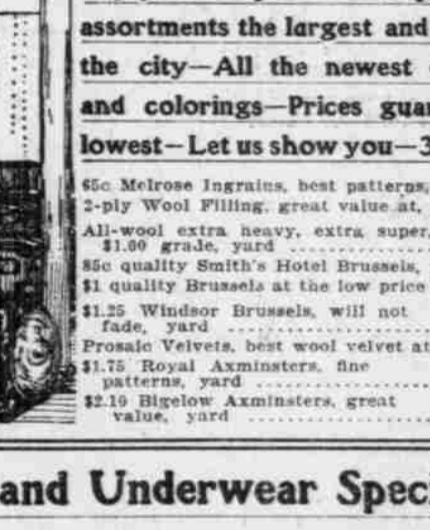 assortments the largest and
the city—All the newest
and colorings—Prices guar
lowest—Let us show you—3
65c Melrose Ingrains, best patterns,
2-ply Wool Filling, great value at,
All-wool extra heavy, extra super,
$1.00 grade, yard ..................
85c quality Smith's Hotel Brussels,
$1 quality Brussels at the low price
$1.25 Windsor Brussels, will not
fade, yard ..........................
Prosaic Velvets, best wool velvet at
$1.75 Royal Axminsters, fine
patterns, yard ......................
$2.10 Bigelow Axminsters, great
value, yard .........................
and Underwear Speci